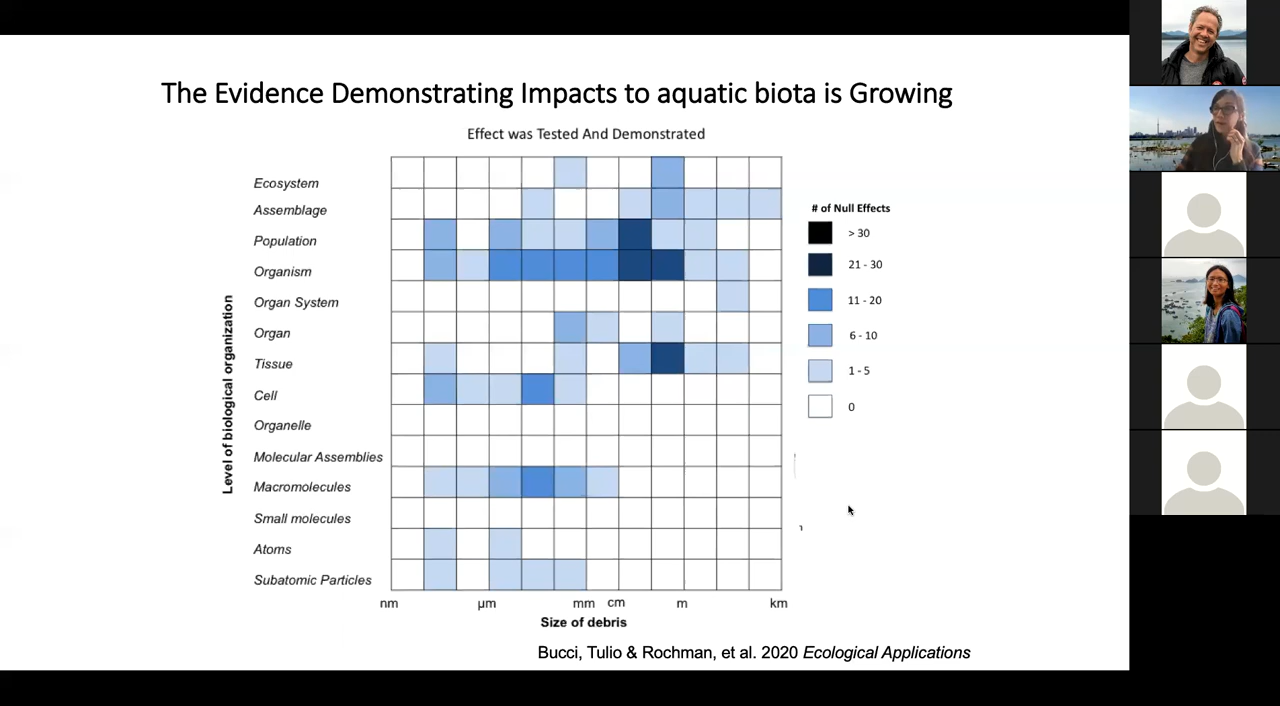 The Evidence Demonstrating Impacts to aquatic biota is Growing
Effect was Tested And Demonstrated
Level of biological organization
Ecosystem
Assemblage
Population
Organism
Organ System
Organ
Tissue
Cell
Organelle
Molecular Assemblies
Macromolecules
Small molecules
Atoms
Subatomic Particles
nm µm mm cm m km
Size of debris
# of Null Effects
> 30
21 - 30
11 - 20
6 - 10
1 - 5
0
Bucci, Tulio & Rochman, et al. 2020 Ecological Applications